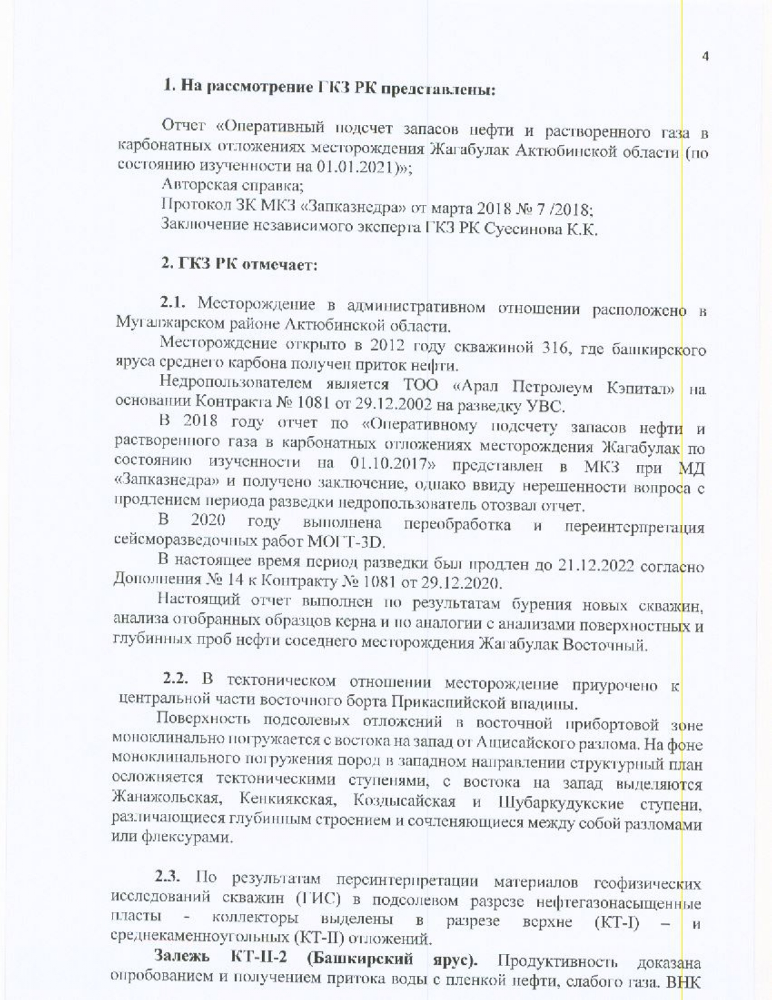 4
1. На рассмотрение ГКЗ РК представлены:
Отчет «Оперативный подсчет запасов нефти и растворенного газа в
карбонатных отложениях месторождения Жагабулак Актюбинской области (по
состоянию изученности на 01.01.2021)»;
Авторская справка;
Протокол ЗК МКЗ «Запказнедра» от марта 2018 № 7 /2018;
Заключение независимого эксперта ГКЗ РК Суесинова К.К.
2. ГКЗ РК отмечает:
2.1. Месторождение в административном отношении расположено в
Мугалжарском районе Актюбинской области.
Месторождение открыто в 2012 году скважиной 316, где башкирского
яруса среднего карбона получен приток нефти.
Недропользователем является ТОО «Арал Петролеум Кэпитал» на
основании Контракта № 1081 от 29.12.2002 на разведку УВС.
В 2018 году отчет по «Оперативному подсчету запасов нефти и
растворенного газа в карбонатных отложениях месторождения Жагабулак по
состоянию изученности на 01.10.2017» представлен в МКЗ при МД
«Запказнедра» и получено заключение, однако ввиду нерешенности вопроса с
продлением периода разведки недропользователь отозвал отчет.
В 2020 году выполнена переобработка и переинтерпретация
сейсморазведочных работ МОГТ-3D.
В настоящее время период разведки был продлен до 21.12.2022 согласно
Дополнения № 14 к Контракту № 1081 от 29.12.2020.
Настоящий отчет выполнен по результатам бурения новых скважин,
анализа отобранных образцов керна и по аналогии с анализами поверхностных и
глубинных проб нефти соседнего месторождения Жагабулак Восточный.
2.2. В тектоническом отношении месторождение приурочено к
центральной части восточного борта Прикаспийской впадины.
Поверхность подсолевых отложений в восточной прибортовой зоне
моноклинально погружается с востока на запад от Ащисайского разлома. На фоне
моноклинального погружения пород в западном направлении структурный план
осложняется тектоническими ступенями, с востока на запад выделяются
Жанажольская, Кенкиякская, Коздысайская и Шубаркудукские ступени,
различающиеся глубинным строением и сочленяющиеся между собой разломами
или флексурами.
2.3. По результатам переинтерпретации материалов геофизических
исследований скважин (ГИС) в подсолевом разрезе нефтегазонасыщенные
пласты - коллекторы выделены в разрезе верхне (КТ-I) – и
среднекаменноугольных (КТ-II) отложений.
Залежь КТ-II-2 (Башкирский ярус). Продуктивность доказана
опробованием и получением притока воды с пленкой нефти, слабого газа. ВНК